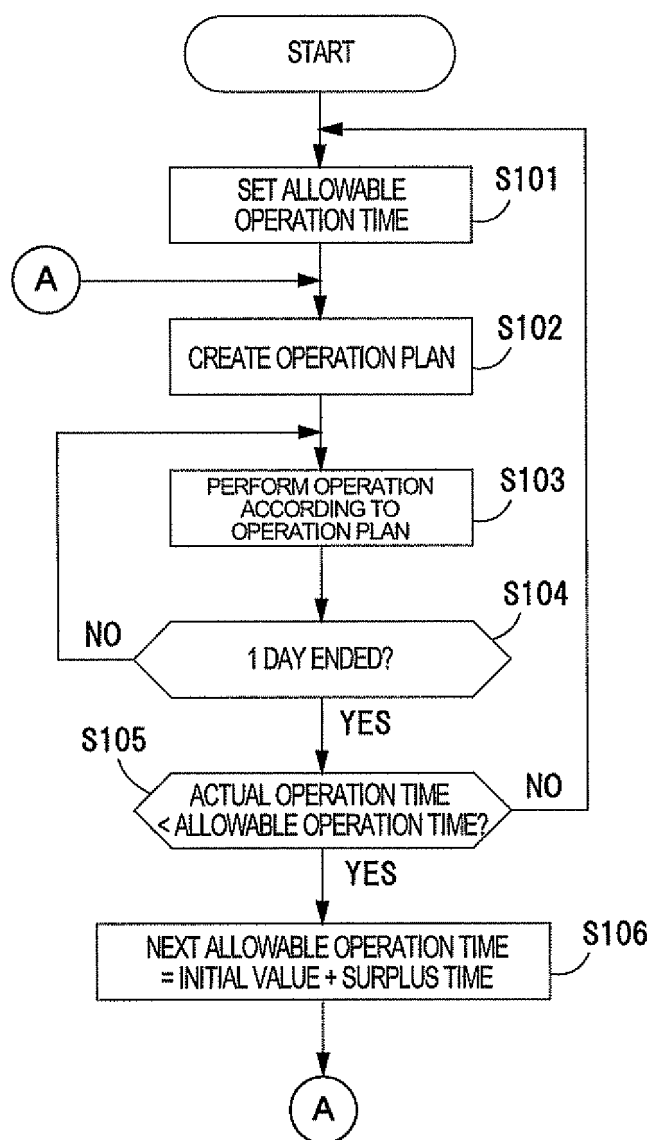 START
SET ALLOWABLE
OPERATION TIME
S101
A
CREATE OPERATION PLAN
S102
PERFORM OPERATION
ACCORDING TO
OPERATION PLAN
S103
1 DAY ENDED?
S104
NO
YES
S105
ACTUAL OPERATION TIME
< ALLOWABLE OPERATION TIME?
NO
YES
NEXT ALLOWABLE OPERATION TIME
= INITIAL VALUE + SURPLUS TIME
S106
A